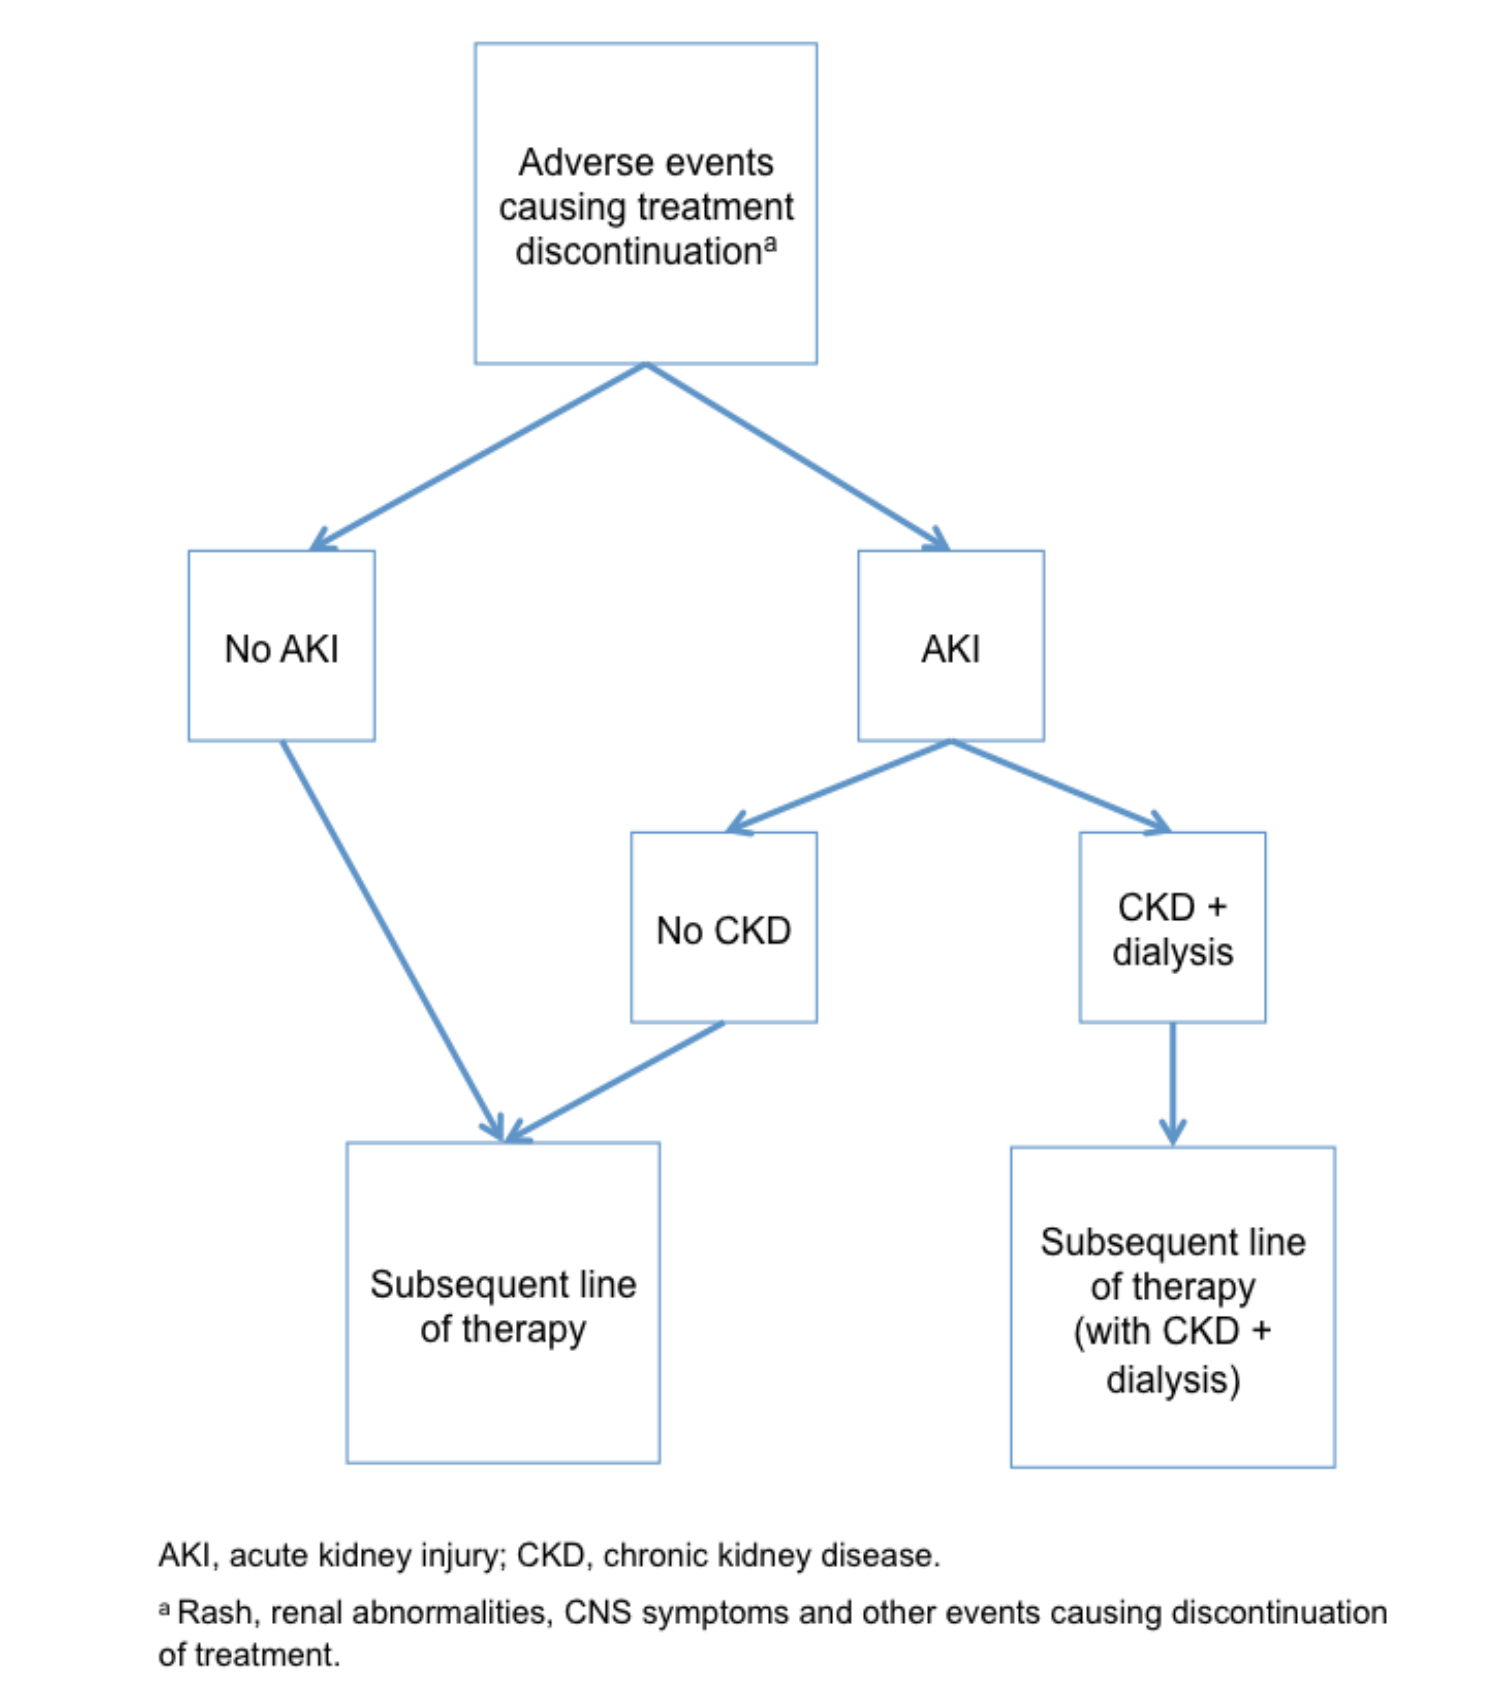 Adverse events
causing treatment
discontinuationᵃ
No AKI
AKI
No CKD
CKD +
dialysis
Subsequent line
of therapy
Subsequent line
of therapy
(with CKD +
dialysis)
AKI, acute kidney injury; CKD, chronic kidney disease.
ᵃ Rash, renal abnormalities, CNS symptoms and other events causing discontinuation
of treatment.